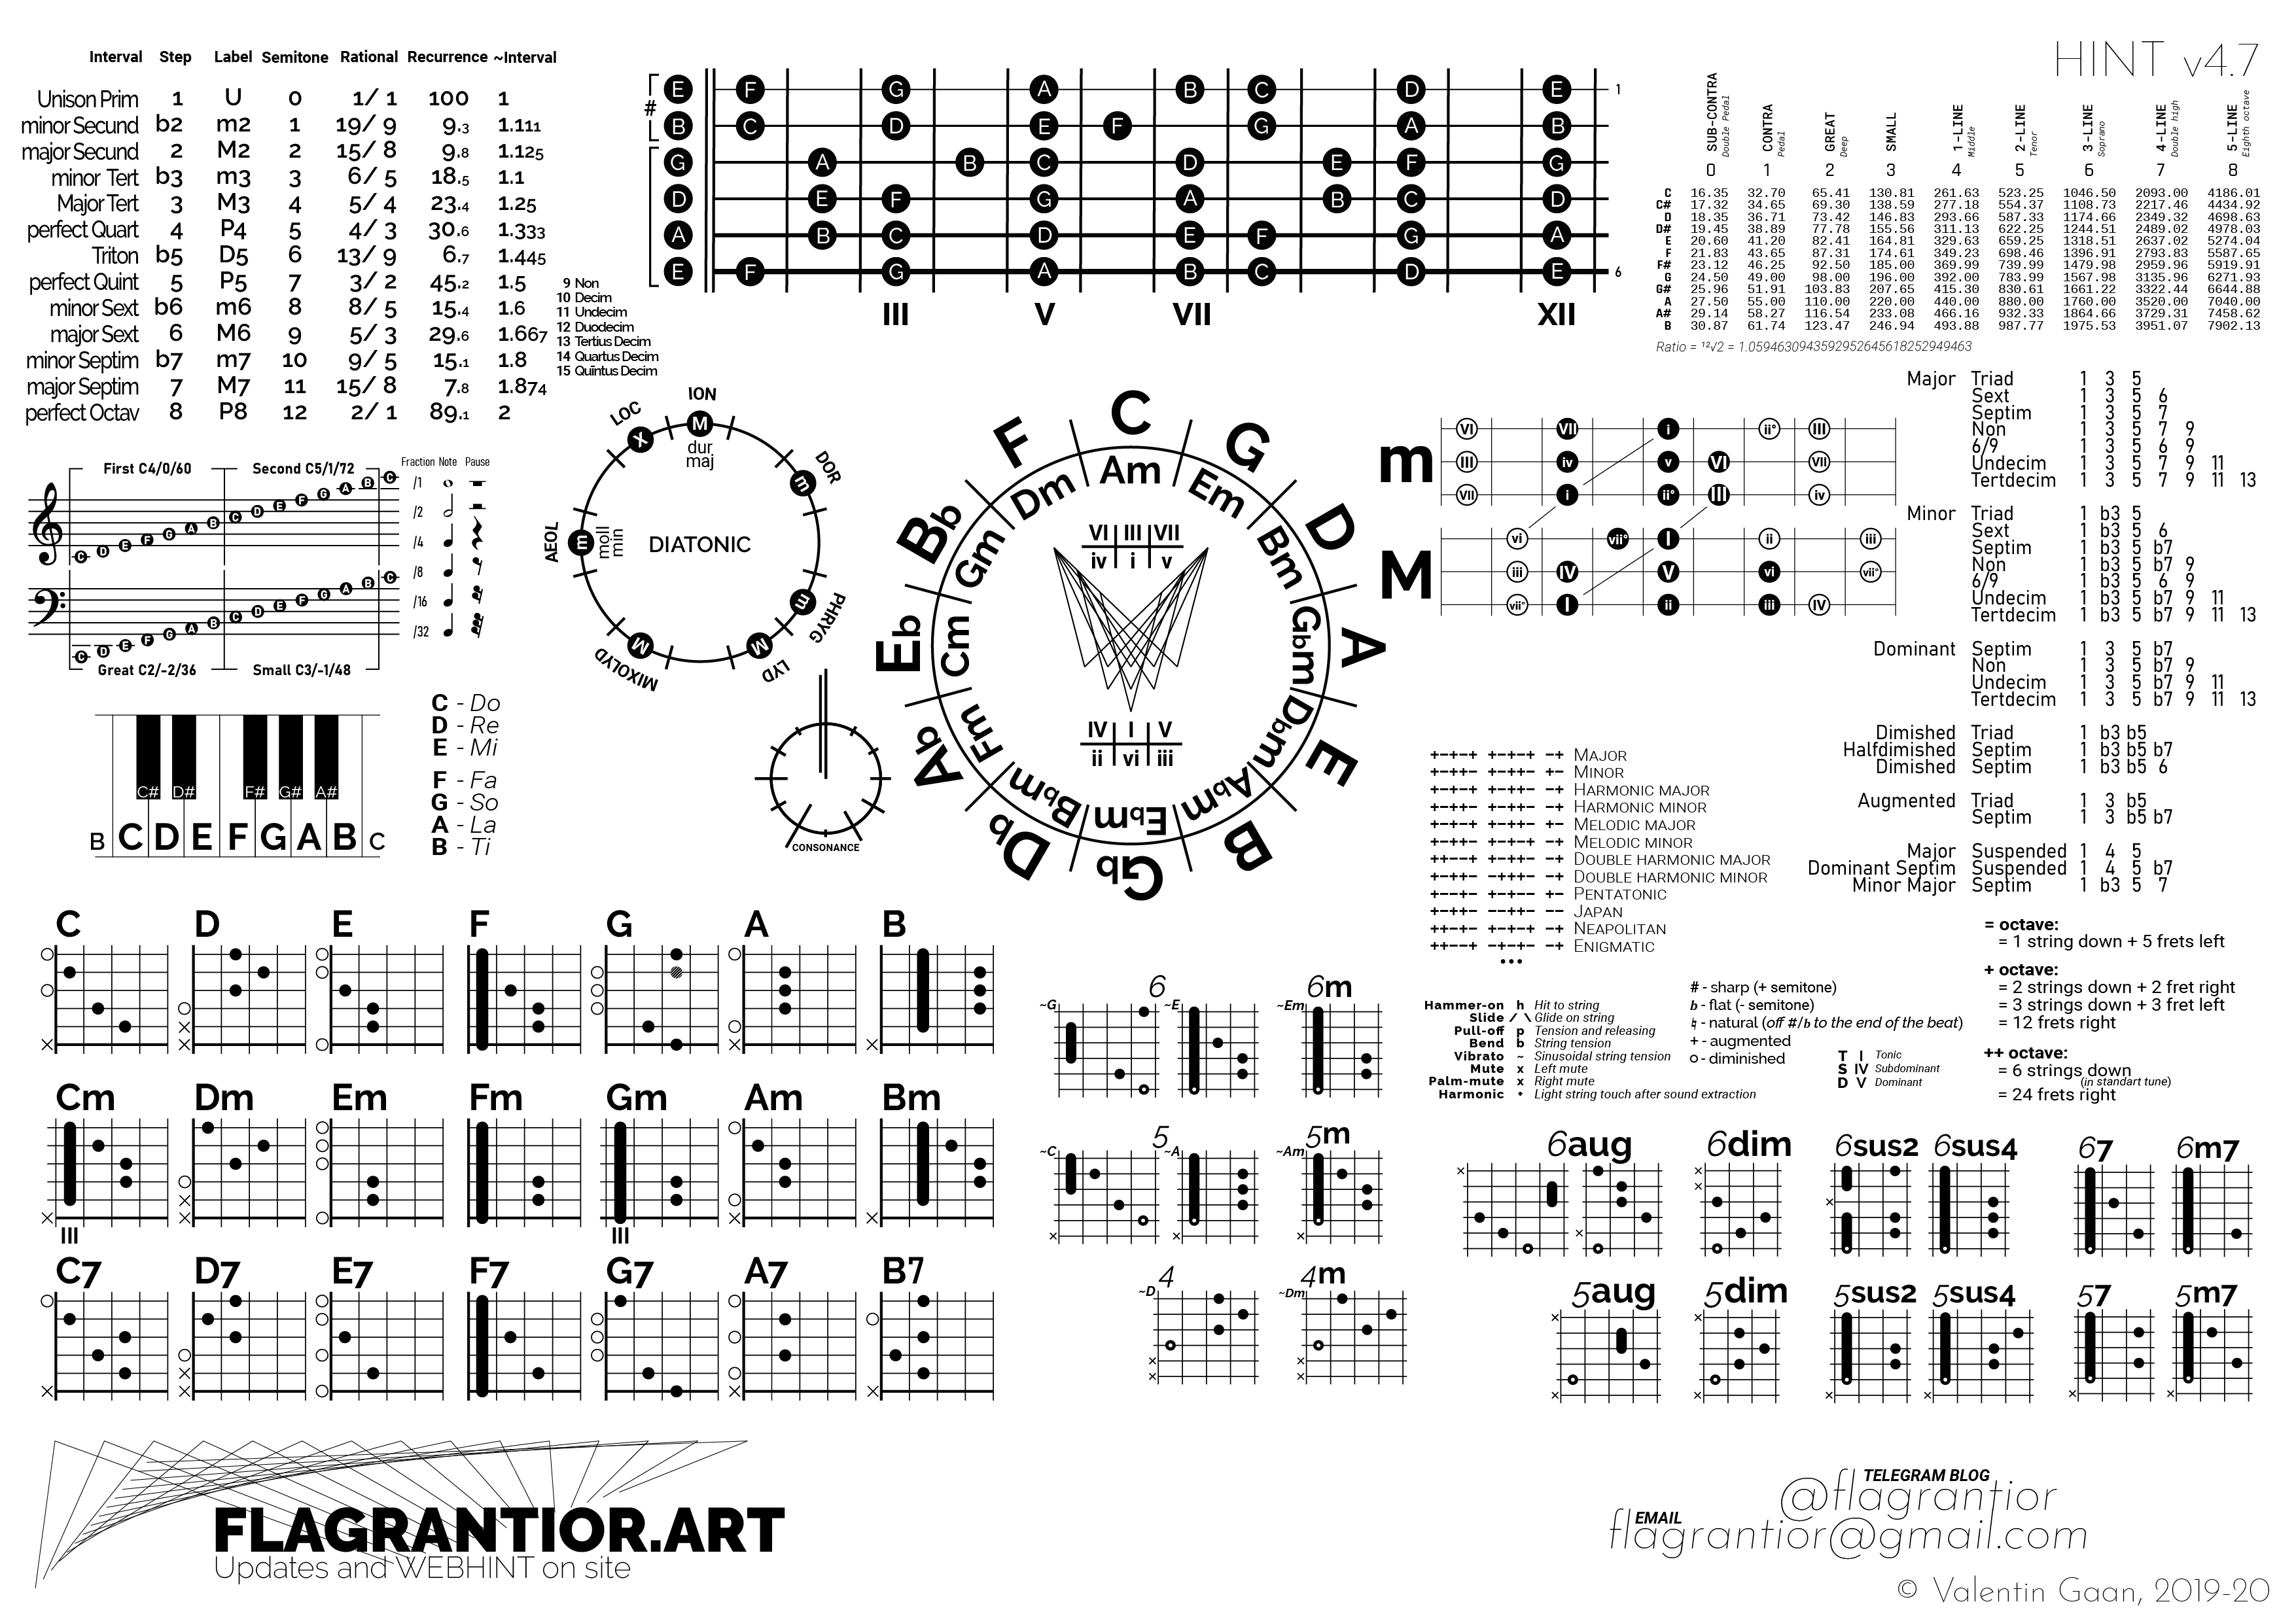 HINT v4.7
Interval Step Label Semitone Rational Recurrence ~Interval
Unison Prim 1 U 0 1/ 1 100 1
minor Secund b2 m2 1 19/ 9 9.3 1.111
major Secund 2 M2 2 15/ 8 9.8 1.125
minor Tert b3 m3 3 6/ 5 18.5 1.1
Major Tert 3 M3 4 5/ 4 23.4 1.25
perfect Quart 4 P4 5 4/ 3 30.6 1.333
Triton b5 D5 6 13/ 9 6.7 1.445
perfect Quint 5 P5 7 3/ 2 45.2 1.5
minor Sext b6 m6 8 8/ 5 15.4 1.6
major Sext 6 M6 9 5/ 3 29.6 1.667
minor Septim b7 m7 10 9/ 5 15.1 1.8
major Septim 7 M7 11 15/ 8 7.8 1.874
perfect Octav 8 P8 12 2/ 1 89.1 2
9 Non
10 Decim
11 Undecim
12 Duodecim
13 Tertius Decim
14 Quartus Decim
15 Quïntus Decim
#
E F G A B C D E 1
B C D E F G A B
G A B C D E F G
D E F G A B C D
A B C D E F G A
E F G A B C D E 6
III V VII XII
SUB-CONTRA CONTRA GREAT SMALL 1-LINE 2-LINE 3-LINE 4-LINE 5-LINE
Double Pedal Pedal Deep Middle Tenor Soprano Double high Eighth octave
0 1 2 3 4 5 6 7 8
C 16.35 32.70 65.41 130.81 261.63 523.25 1046.50 2093.00 4186.01
C# 17.32 34.65 69.30 138.59 277.18 554.37 1108.73 2217.46 4434.92
D 18.35 36.71 73.42 146.83 293.66 587.33 1174.66 2349.32 4698.63
D# 19.45 38.89 77.78 155.56 311.13 622.25 1244.51 2489.02 4978.03
E 20.60 41.20 82.41 164.81 329.63 659.25 1318.51 2637.02 5274.04
F 21.83 43.65 87.31 174.61 349.23 698.46 1396.91 2793.83 5587.65
F# 23.12 46.25 92.50 185.00 369.99 739.99 1479.98 2959.96 5919.91
G 24.50 49.00 98.00 196.00 392.00 783.99 1567.98 3135.96 6271.93
G# 25.96 51.91 103.83 207.65 415.30 830.61 1661.22 3322.44 6644.88
A 27.50 55.00 110.00 220.00 440.00 880.00 1760.00 3520.00 7040.00
A# 29.14 58.27 116.54 233.08 466.16 932.33 1864.66 3729.31 7458.62
B 30.87 61.74 123.47 246.94 493.88 987.77 1975.53 3951.07 7902.13
Ratio = ¹²√2 = 1.0594630943592952645618252949463
First C4/0/60 Second C5/1/72
C D E F G A B C D E F G A B C
C D E F G A B C D E F G A B C
Great C2/-2/36 Small C3/-1/48
Fraction Note Pause
/1
/2
/4
/8
/16
/32
ION
M
dur
maj
DOR
m
PHRYG
m
LYD
M
MIXOLYD
M
AEOL
m
moll
min
LOC
X
DIATONIC
CONSONANCE
C G D A E B Gb Db Ab Eb Bb F
Am Em Bm Gbm Dbm Abm Ebm Bbm Fm Cm Gm Dm
VI III VII
iv i v
IV I V
ii vi iii
m
VI VII i ii° III
III iv v VI VII
VII i ii° III iv
M
vi vii° I ii iii
iii IV V vi vii°
vii° I ii iii IV
Major Triad 1 3 5
Sext 1 3 5 6
Septim 1 3 5 7
Non 1 3 5 7 9
6/9 1 3 5 6 9
Undecim 1 3 5 7 9 11
Tertdecim 1 3 5 7 9 11 13
Minor Triad 1 b3 5
Sext 1 b3 5 6
Septim 1 b3 5 b7
Non 1 b3 5 b7 9
6/9 1 b3 5 6 9
Undecim 1 b3 5 b7 9 11
Tertdecim 1 b3 5 b7 9 11 13
Dominant Septim 1 3 5 b7
Non 1 3 5 b7 9
Undecim 1 3 5 b7 9 11
Tertdecim 1 3 5 b7 9 11 13
Dimished Triad 1 b3 b5
Halfdimished Septim 1 b3 b5 b7
Dimished Septim 1 b3 b5 6
Augmented Triad 1 3 b5
Septim 1 3 b5 b7
Major Suspended 1 4 5
Dominant Septim Suspended 1 4 5 b7
Minor Major Septim 1 b3 5 7
C# D# F# G# A#
B C D E F G A B C
C - Do
D - Re
E - Mi
F - Fa
G - So
A - La
B - Ti
MAJOR
MINOR
HARMONIC MAJOR
HARMONIC MINOR
MELODIC MAJOR
MELODIC MINOR
DOUBLE HARMONIC MAJOR
DOUBLE HARMONIC MINOR
PENTATONIC
JAPAN
NEAPOLITAN
ENIGMATIC
•••
= octave:
= 1 string down + 5 frets left
+ octave:
= 2 strings down + 2 fret right
= 3 strings down + 3 fret left
= 12 frets right
++ octave:
= 6 strings down
(in standart tune)
= 24 frets right
Hammer-on h Hit to string
Slide / \ Glide on string
Pull-off p Tension and releasing
Bend b String tension
Vibrato ~ Sinusoidal string tension
Mute x Left mute
Palm-mute x Right mute
Harmonic • Light string touch after sound extraction
# - sharp (+ semitone)
b - flat (- semitone)
♮ - natural (off #/b to the end of the beat)
+ - augmented
o - diminished
T I Tonic
S IV Subdominant
D V Dominant
C D E F G A B
Cm Dm Em Fm Gm Am Bm
III III
C7 D7 E7 F7 G7 A7 B7
6 6m
~G ~E ~Em
5 5m
~C ~A ~Am
4 4m
~D ~Dm
6aug 6dim 6sus2 6sus4 67 6m7
5aug 5dim 5sus2 5sus4 57 5m7
FLAGRANTIOR.ART
Updates and WEBHINT on site
TELEGRAM BLOG
@flagrantior
EMAIL
flagrantior@gmail.com
© Valentin Gaan, 2019-20